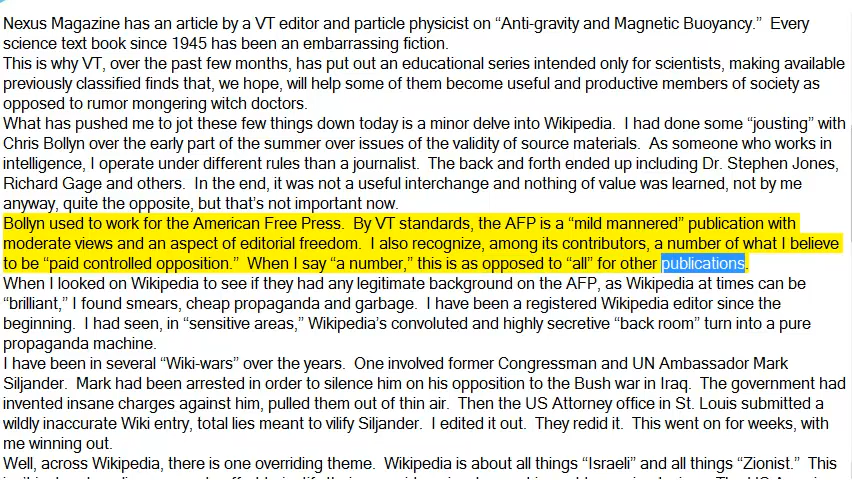 Nexus Magazine has an article by a VT editor and particle physicist on “Anti-gravity and Magnetic Buoyancy.”  Every
science text book since 1945 has been an embarrassing fiction.
This is why VT, over the past few months, has put out an educational series intended only for scientists, making available
previously classified finds that, we hope, will help some of them become useful and productive members of society as
opposed to rumor mongering witch doctors.
What has pushed me to jot these few things down today is a minor delve into Wikipedia.  I had done some “jousting” with
Chris Bollyn over the early part of the summer over issues of the validity of source materials.  As someone who works in
intelligence, I operate under different rules than a journalist.  The back and forth ended up including Dr. Stephen Jones,
Richard Gage and others.  In the end, it was not a useful interchange and nothing of value was learned, not by me
anyway, quite the opposite, but that’s not important now.
Bollyn used to work for the American Free Press.  By VT standards, the AFP is a “mild mannered” publication with
moderate views and an aspect of editorial freedom.  I also recognize, among its contributors, a number of what I believe
to be “paid controlled opposition.”  When I say “a number,” this is as opposed to “all” for other publications.
When I looked on Wikipedia to see if they had any legitimate background on the AFP, as Wikipedia at times can be
“brilliant,” I found smears, cheap propaganda and garbage.  I have been a registered Wikipedia editor since the
beginning.  I had seen, in “sensitive areas,” Wikipedia’s convoluted and highly secretive “back room” turn into a pure
propaganda machine.
I have been in several “Wiki-wars” over the years.  One involved former Congressman and UN Ambassador Mark
Siljander.  Mark had been arrested in order to silence him on his opposition to the Bush war in Iraq.  The government had
invented insane charges against him, pulled them out of thin air.  Then the US Attorney office in St. Louis submitted a
wildly inaccurate Wiki entry, total lies meant to vilify Siljander.  I edited it out.  They redid it.  This went on for weeks, with
me winning out.
Well, across Wikipedia, there is one overriding theme.  Wikipedia is about all things “Israeli” and all things “Zionist.”  This